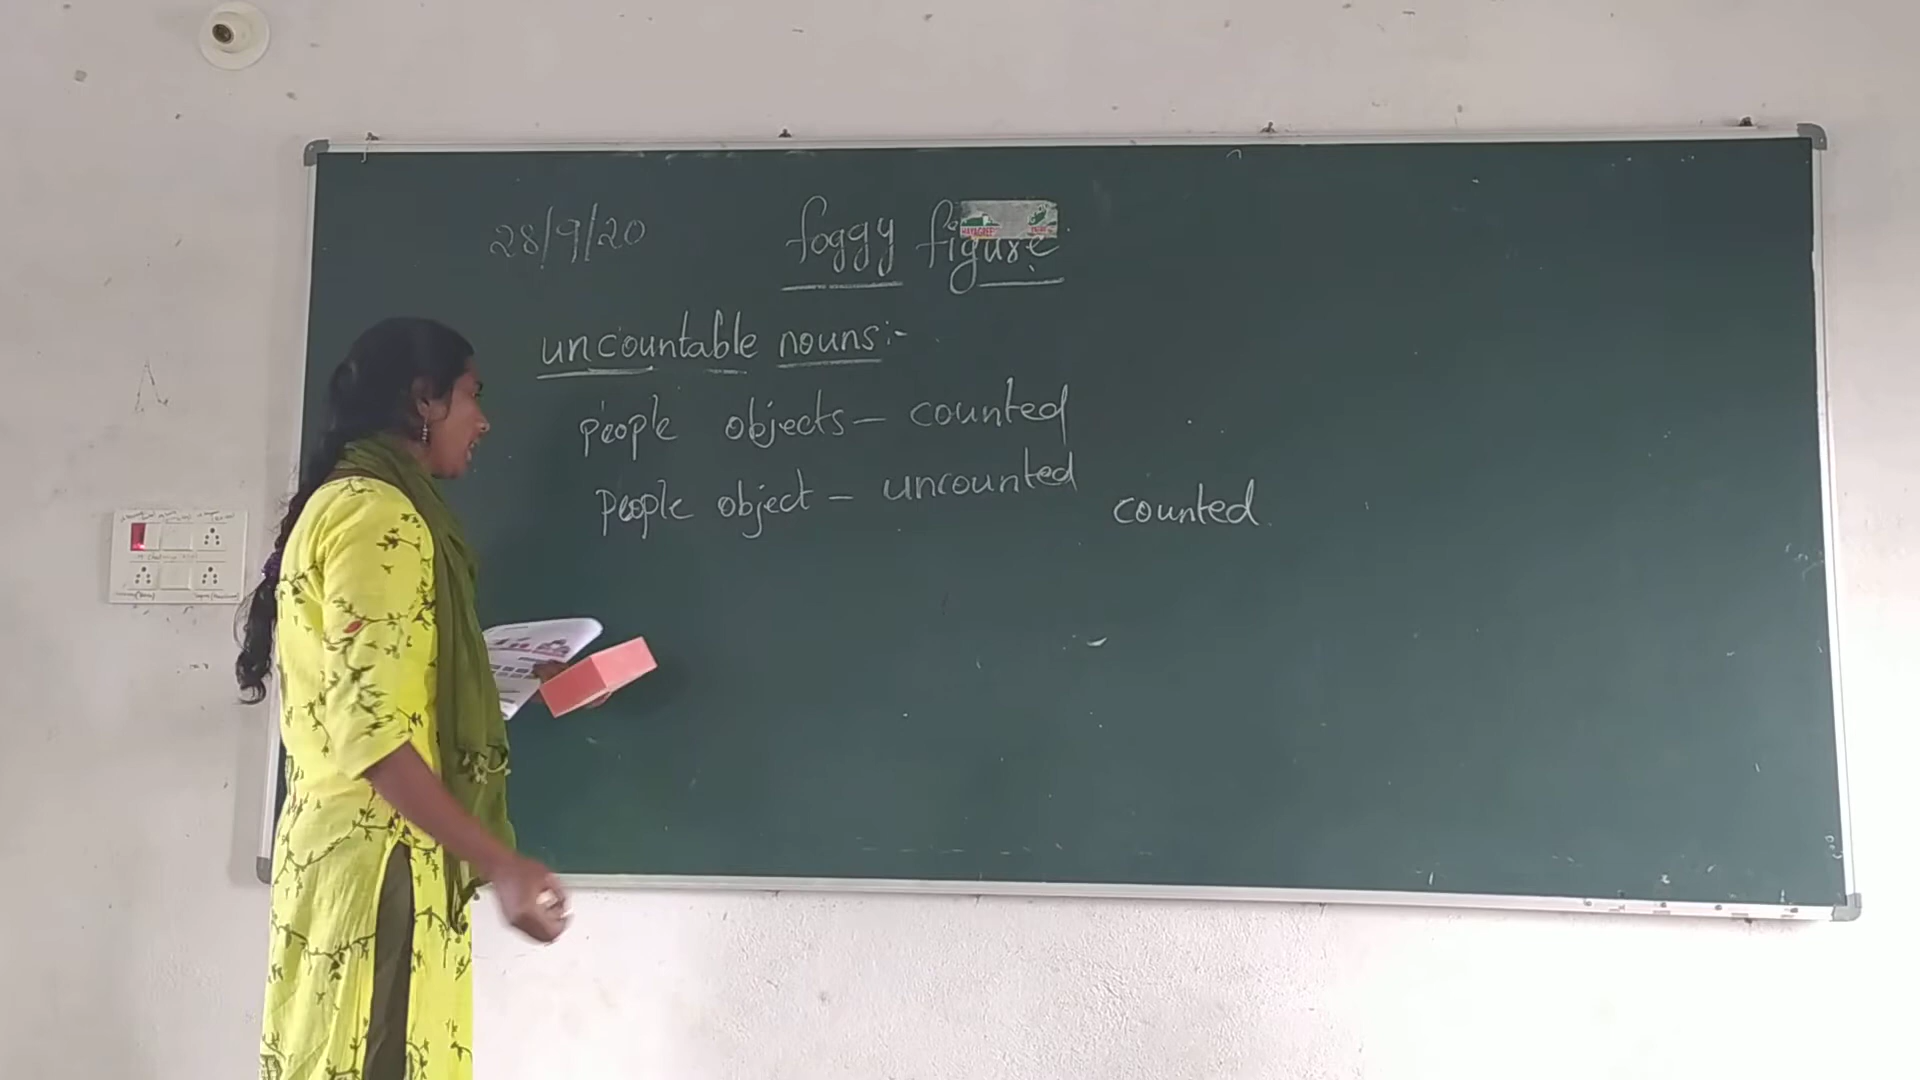 28/9/20 foggy figure
uncountable nouns:-
people objects - counted
people object - uncounted
counted